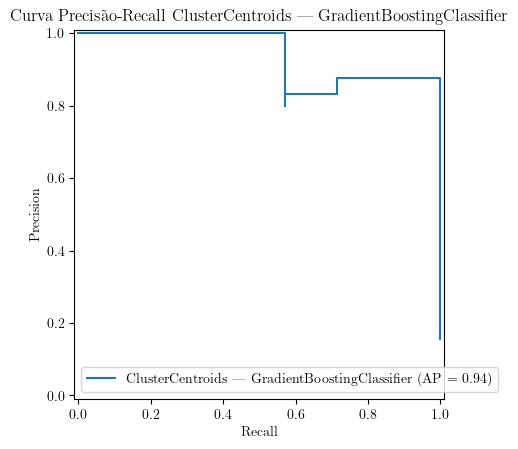 Curva Precisão-Recall ClusterCentroids — GradientBoostingClassifier
1.0
0.8
0.6
0.4
0.2
0.0
Precision
ClusterCentroids — GradientBoostingClassifier (AP = 0.94)
0.0 0.2 0.4 0.6 0.8 1.0
Recall